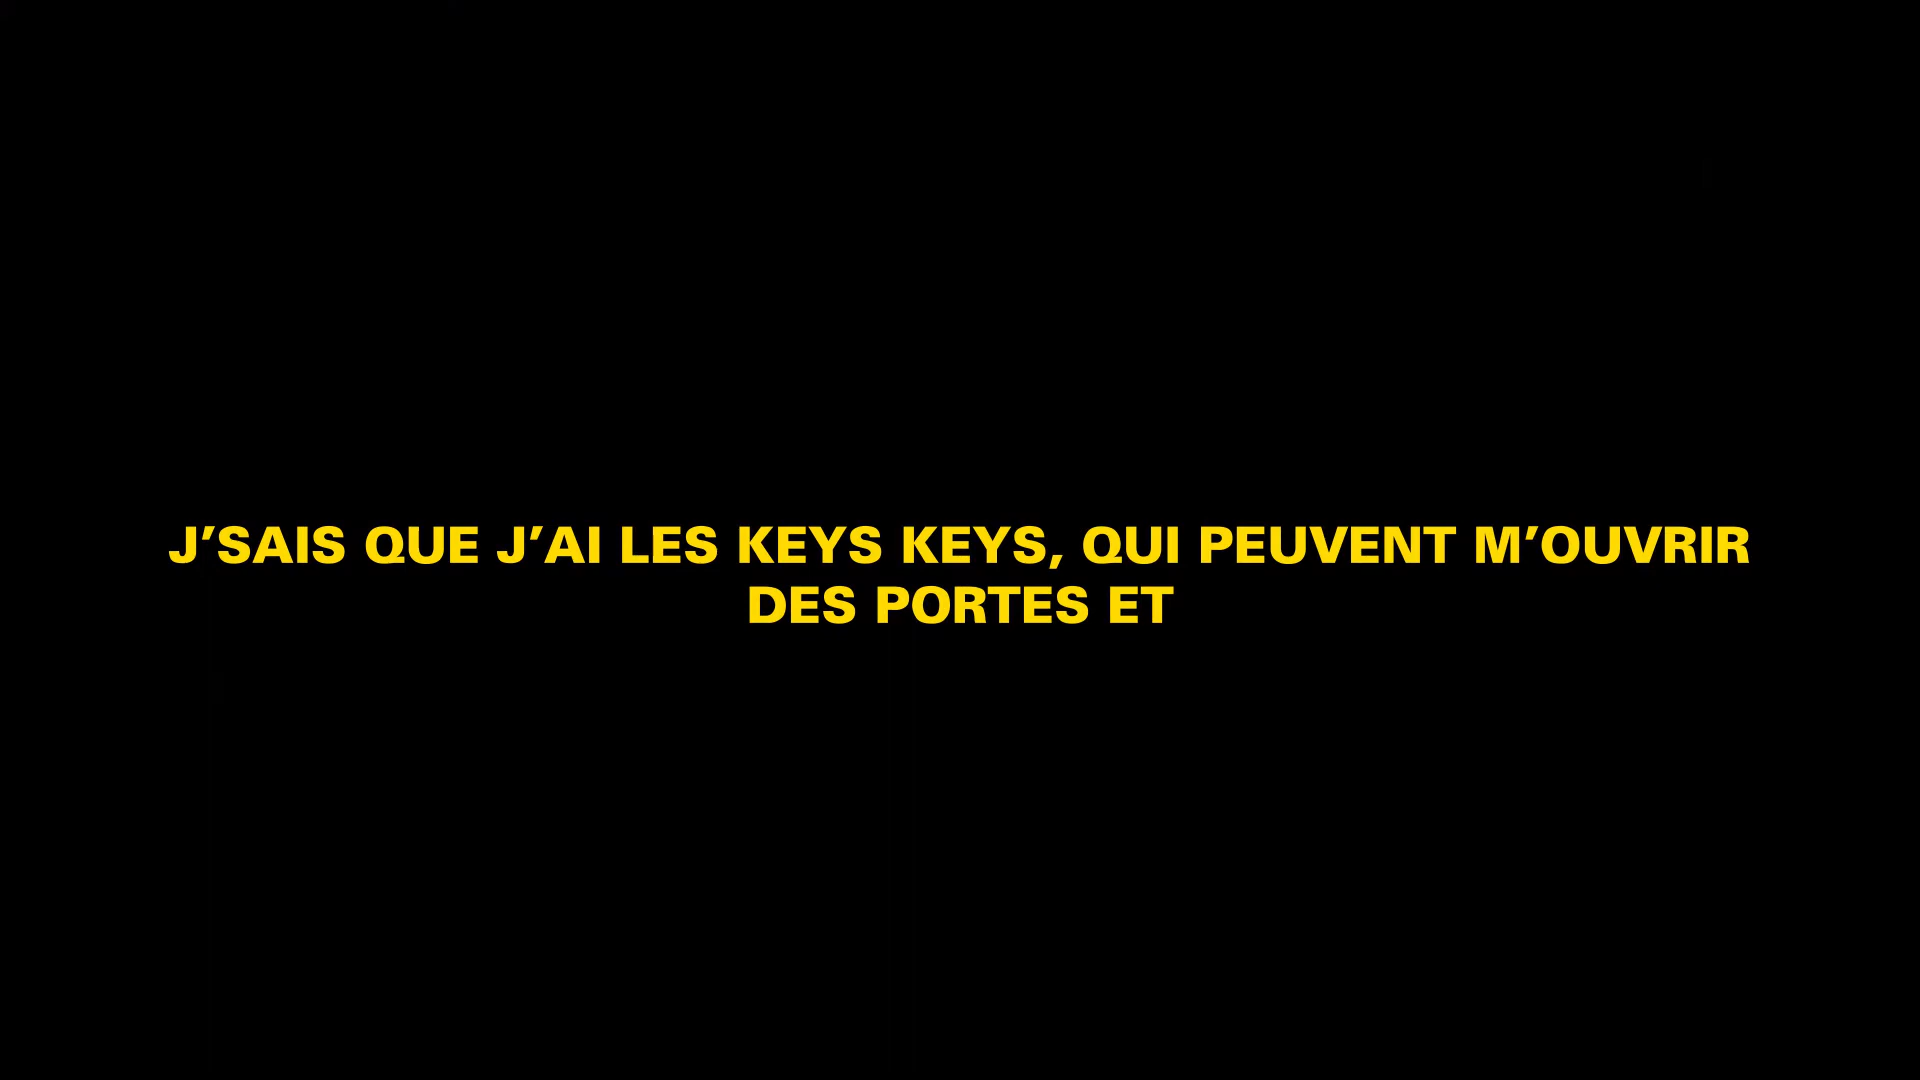 J’SAIS QUE J’AI LES KEYS KEYS, QUI PEUVENT M’OUVRIR
DES PORTES ET